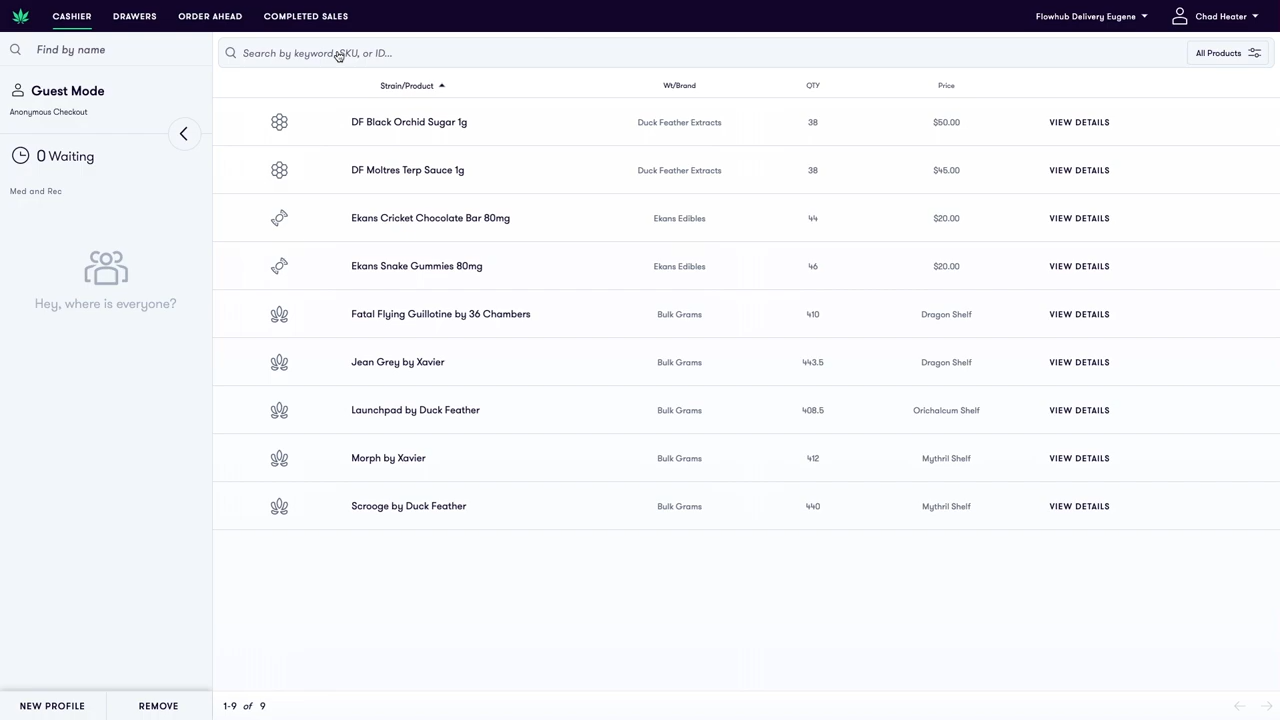 CASHIER DRAWERS ORDER AHEAD COMPLETED SALES Flowhub Delivery Eugene Chad Heater
Find by name
Search by keyword, SKU, or ID... All Products
Guest Mode
Anonymous Checkout
0 Waiting
Med and Rec
Hey, where is everyone?
Strain/Product Wt/Brand QTY Price
DF Black Orchid Sugar 1g Duck Feather Extracts 38 $50.00 VIEW DETAILS
DF Moltres Terp Sauce 1g Duck Feather Extracts 38 $45.00 VIEW DETAILS
Ekans Cricket Chocolate Bar 80mg Ekans Edibles 44 $20.00 VIEW DETAILS
Ekans Snake Gummies 80mg Ekans Edibles 46 $20.00 VIEW DETAILS
Fatal Flying Guillotine by 36 Chambers Bulk Grams 410 Dragon Shelf VIEW DETAILS
Jean Grey by Xavier Bulk Grams 443.5 Dragon Shelf VIEW DETAILS
Launchpad by Duck Feather Bulk Grams 408.5 Orichalcum Shelf VIEW DETAILS
Morph by Xavier Bulk Grams 412 Mythril Shelf VIEW DETAILS
Scrooge by Duck Feather Bulk Grams 440 Mythril Shelf VIEW DETAILS
NEW PROFILE REMOVE 1-9 of 9